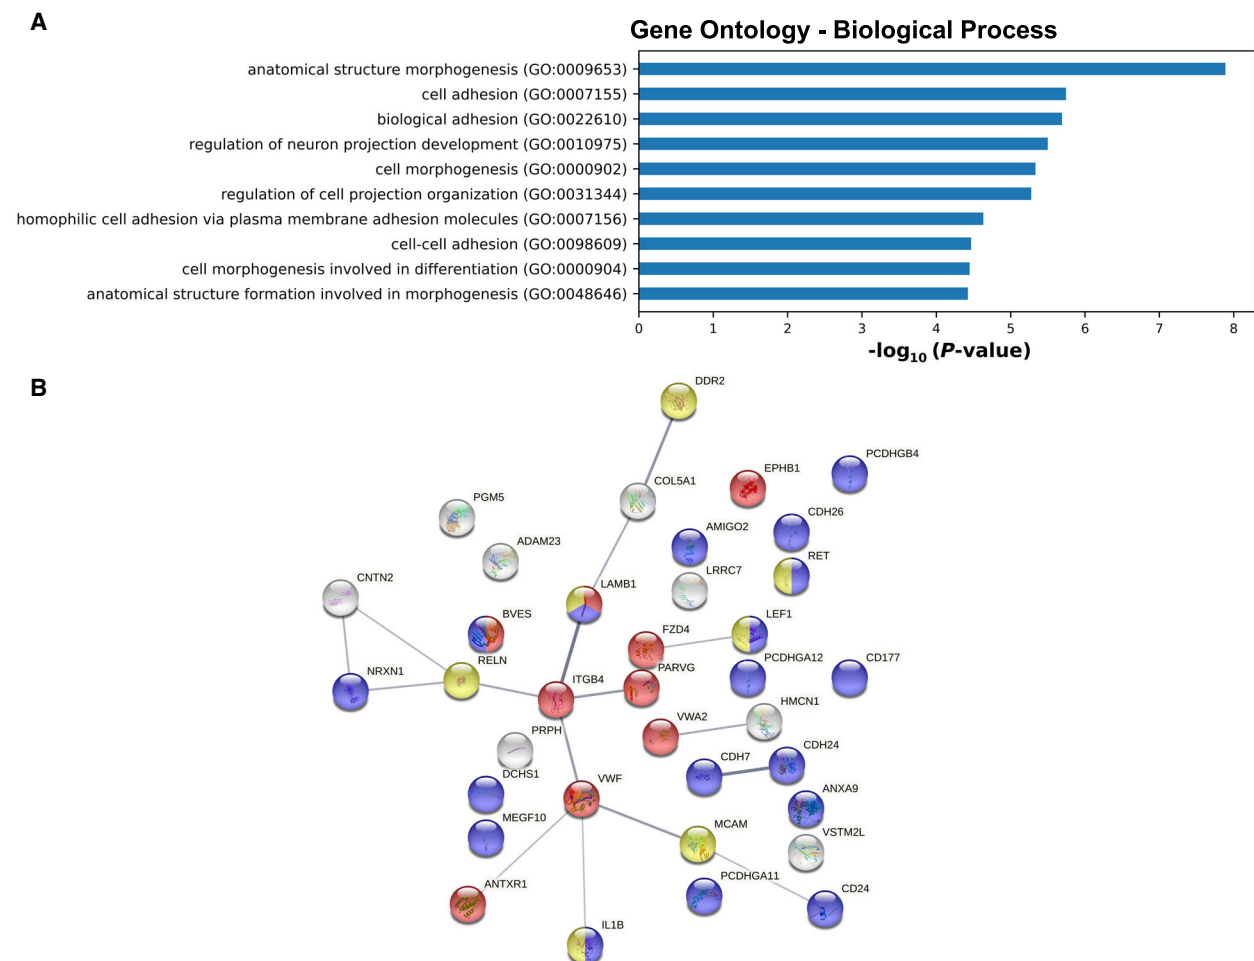 A
Gene Ontology - Biological Process
anatomical structure morphogenesis (GO:0009653)
cell adhesion (GO:0007155)
biological adhesion (GO:0022610)
regulation of neuron projection development (GO:0010975)
cell morphogenesis (GO:0000902)
regulation of cell projection organization (GO:0031344)
homophilic cell adhesion via plasma membrane adhesion molecules (GO:0007156)
cell-cell adhesion (GO:0098609)
cell morphogenesis involved in differentiation (GO:0000904)
anatomical structure formation involved in morphogenesis (GO:0048646)
0 1 2 3 4 5 6 7 8
-log10 (P-value)
B
DDR2
PCDHGB4
EPHB1
COL5A1
PGM5
CDH26
AMIGO2
ADAM23
RET
LRRC7
CNTN2
LAMB1
BVES
LEF1
FZD4
RELN
PCDHGA12
CD177
PARVG
NRXN1
ITGB4
HMCN1
VWA2
PRPH
CDH24
CDH7
DCHS1
VWF
ANXA9
MEGF10
MCAM
VSTM2L
PCDHGA11
ANTXR1
CD24
IL1B